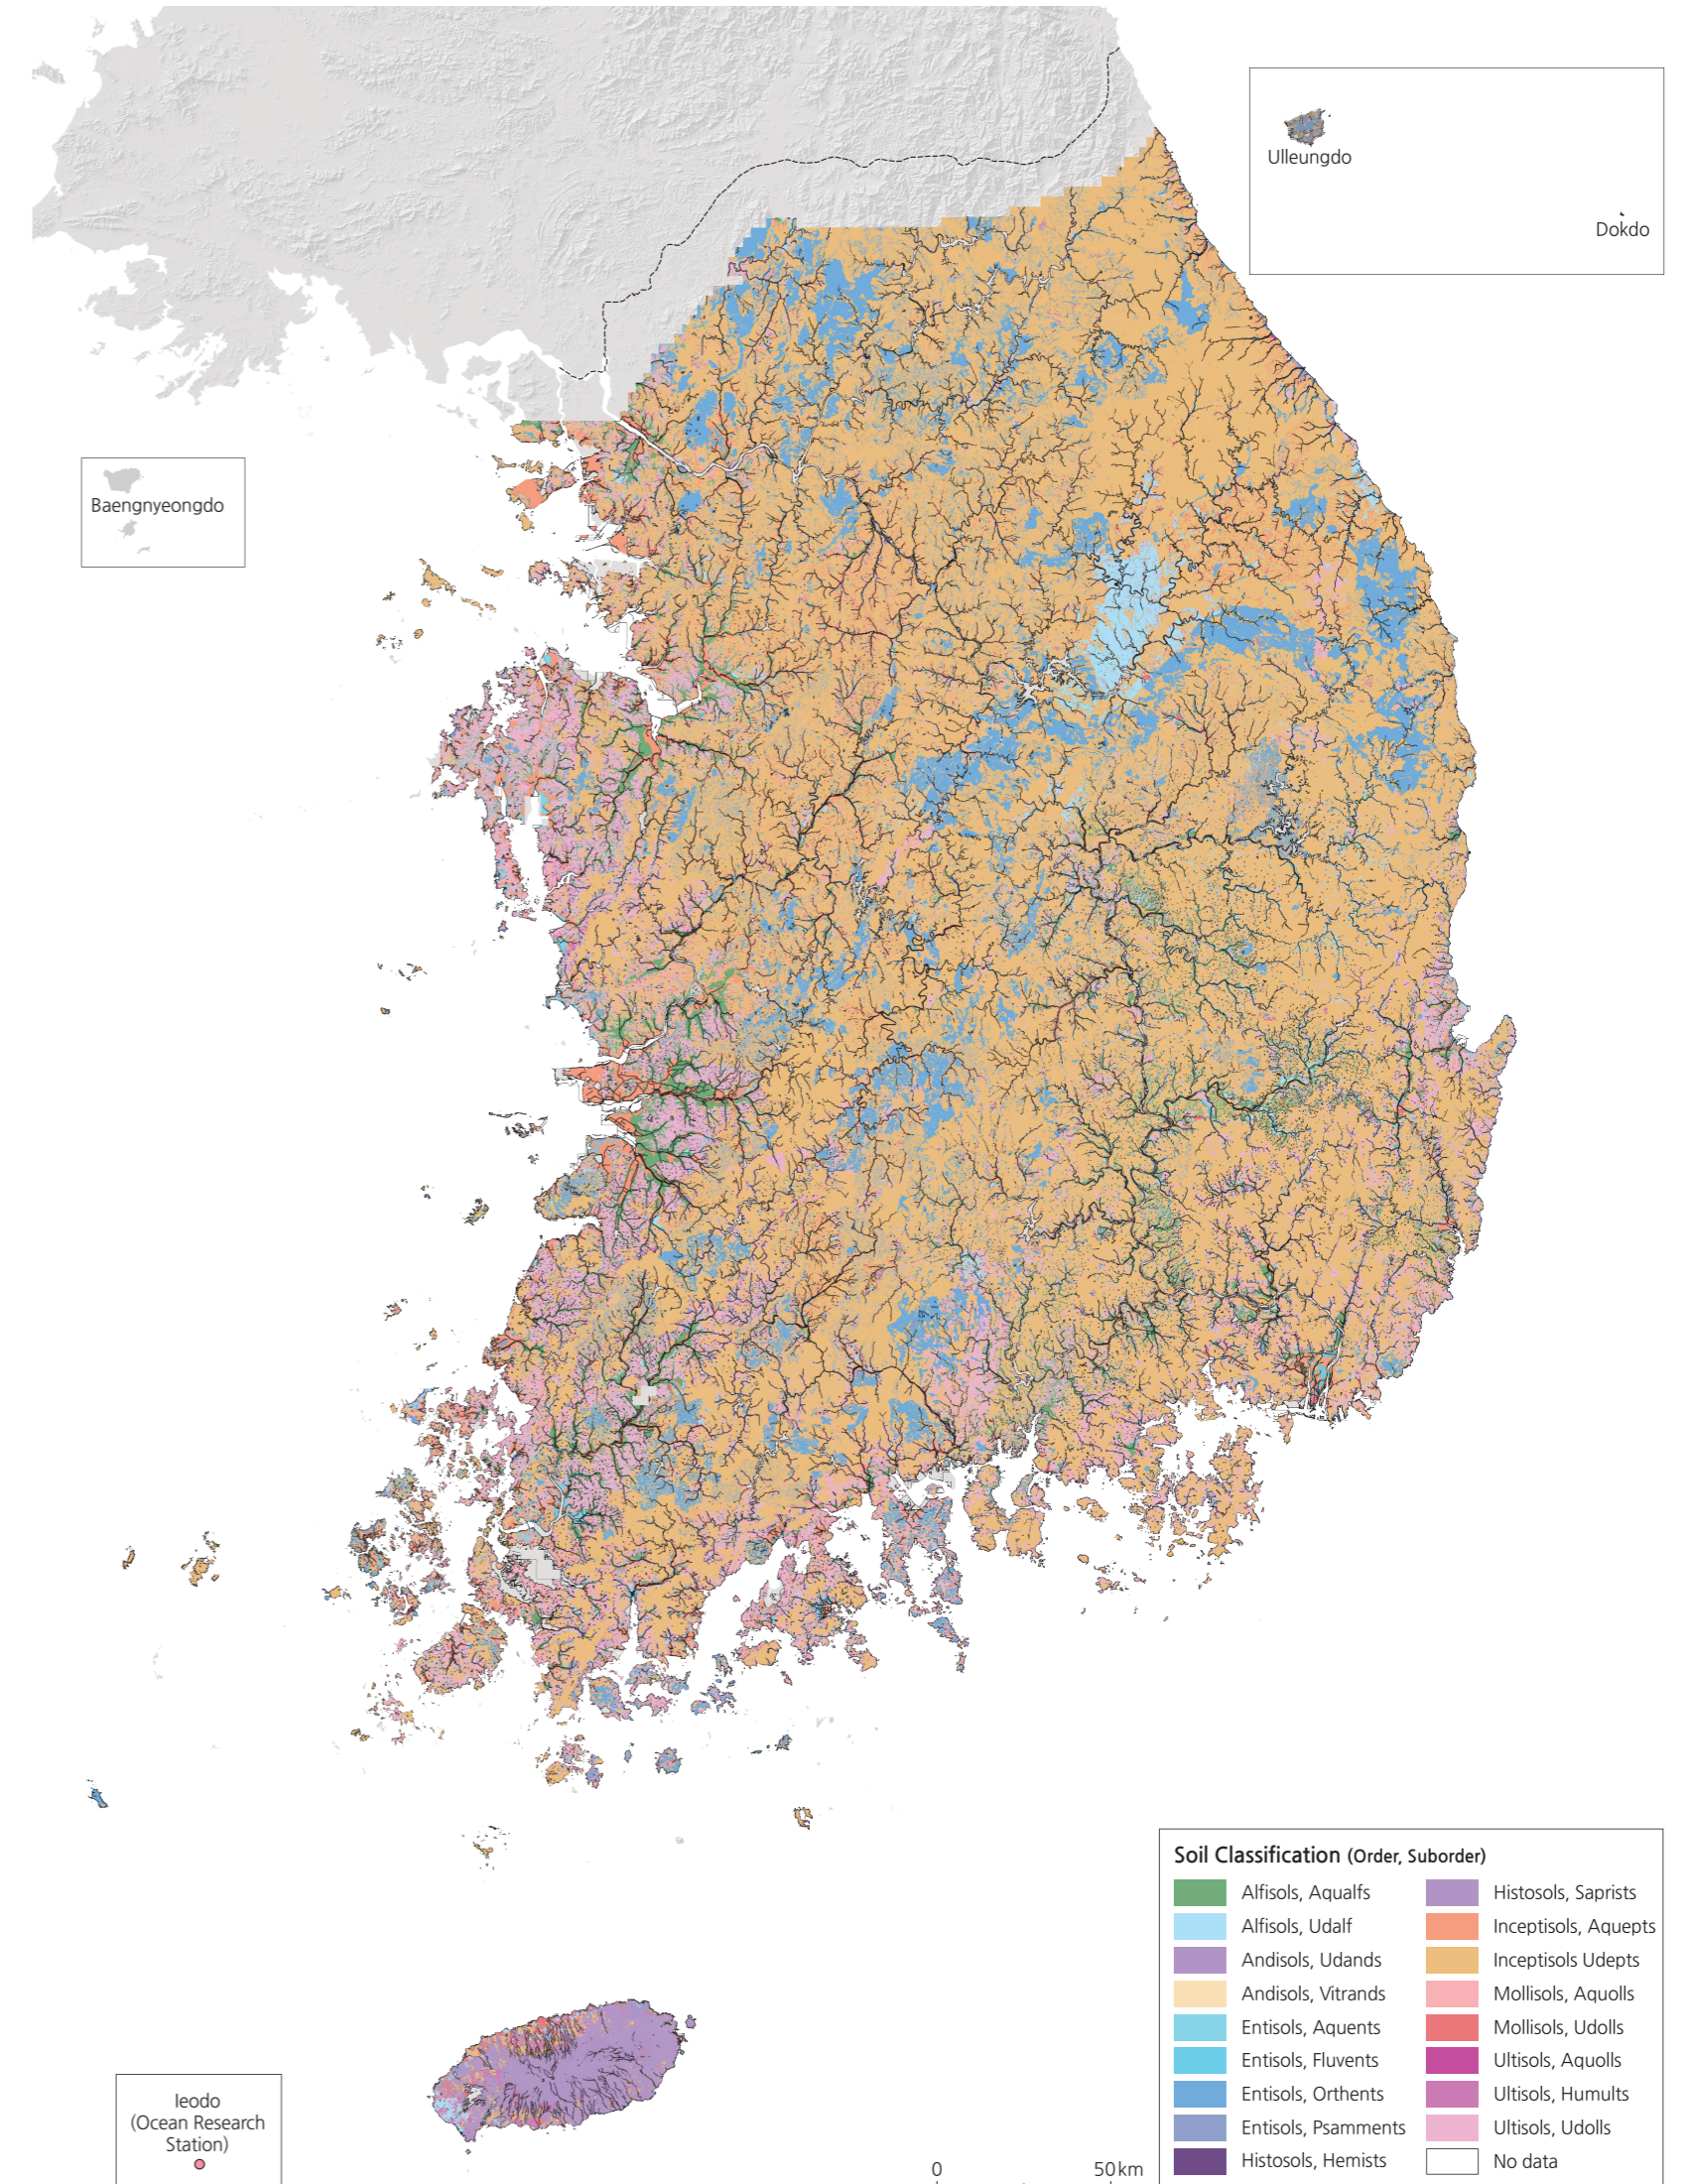 Ulleungdo
Dokdo
Baengnyeongdo
Soil Classification (Order, Suborder)
Alfisols, Aqualfs
Alfisols, Udalf
Andisols, Udands
Andisols, Vitrands
Entisols, Aquents
Entisols, Fluvents
Entisols, Orthents
Entisols, Psamments
Histosols, Hemists
Histosols, Saprists
Inceptisols, Aquepts
Inceptisols Udepts
Mollisols, Aquolls
Mollisols, Udolls
Ultisols, Aquolls
Ultisols, Humults
Ultisols, Udolls
No data
Ieodo
(Ocean Research
Station)
0 50 km